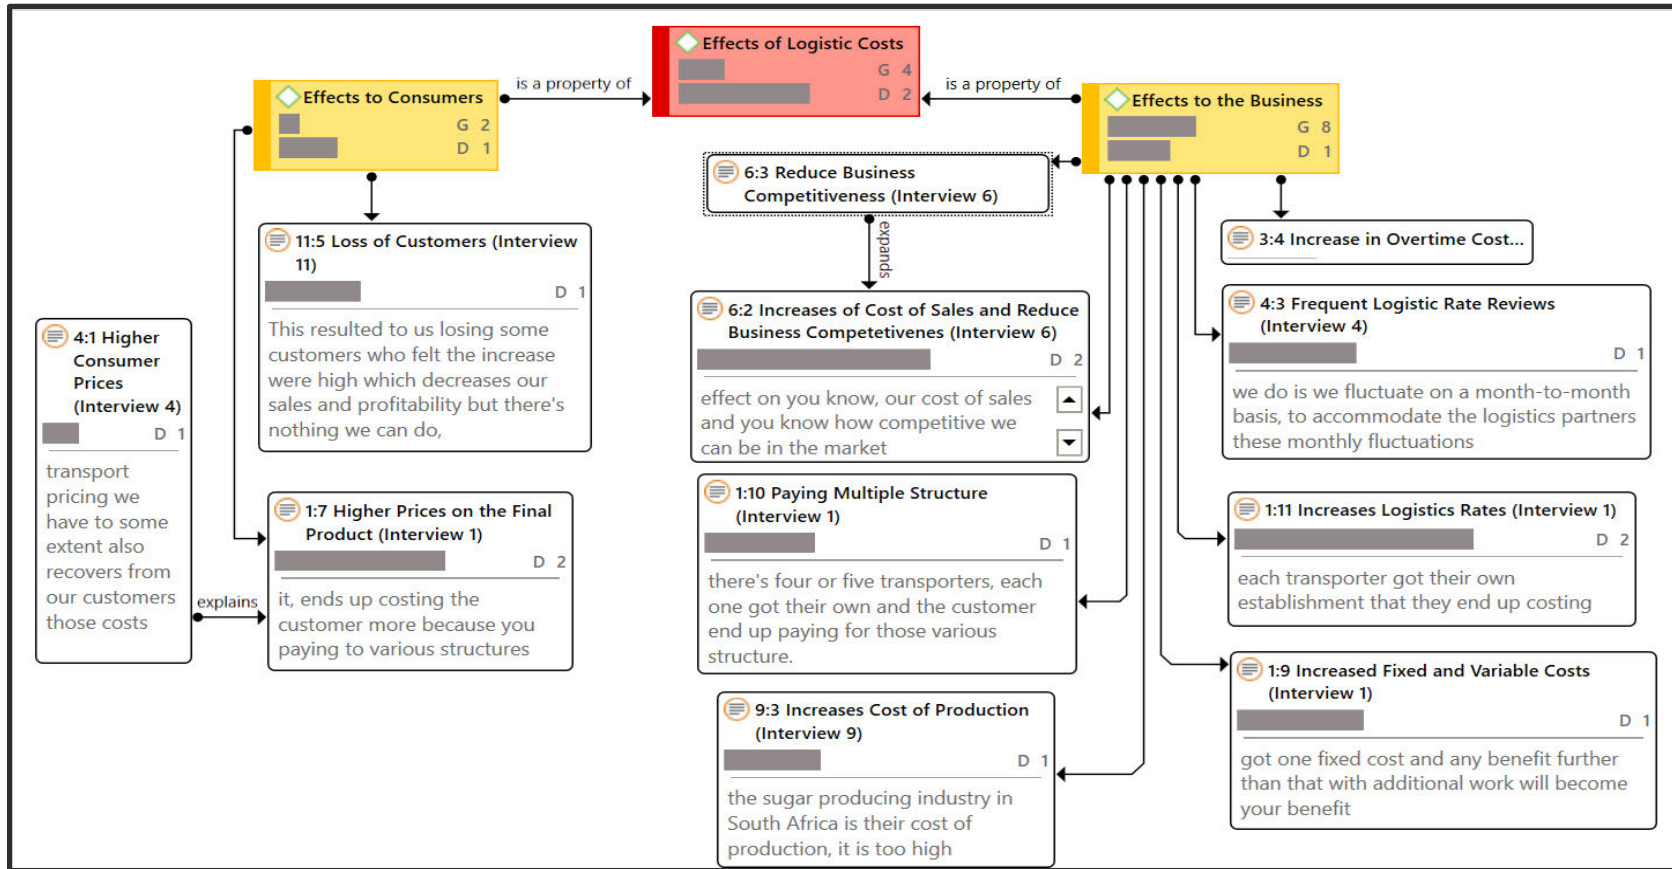 Effects of Logistic Costs
G 4
D 2
is a property of
is a property of
Effects to Consumers
G 2
D 1
Effects to the Business
G 8
D 1
6:3 Reduce Business
Competitiveness (Interview 6)
expands
11:5 Loss of Customers (Interview
11)
D 1
This resulted to us losing some
customers who felt the increase
were high which decreases our
sales and profitability but there's
nothing we can do,
3:4 Increase in Overtime Cost...
6:2 Increases of Cost of Sales and Reduce
Business Competetivenes (Interview 6)
D 2
effect on you know, our cost of sales
and you know how competitive we
can be in the market
4:3 Frequent Logistic Rate Reviews
(Interview 4)
D 1
we do is we fluctuate on a month-to-month
basis, to accommodate the logistics partners
these monthly fluctuations
4:1 Higher
Consumer
Prices
(Interview 4)
D 1
transport
pricing we
have to some
extent also
recovers from
our customers
those costs
explains
1:7 Higher Prices on the Final
Product (Interview 1)
D 2
it, ends up costing the
customer more because you
paying to various structures
1:10 Paying Multiple Structure
(Interview 1)
D 1
there's four or five transporters, each
one got their own and the customer
end up paying for those various
structure.
1:11 Increases Logistics Rates (Interview 1)
D 2
each transporter got their own
establishment that they end up costing
9:3 Increases Cost of Production
(Interview 9)
D 1
the sugar producing industry in
South Africa is their cost of
production, it is too high
1:9 Increased Fixed and Variable Costs
(Interview 1)
D 1
got one fixed cost and any benefit further
than that with additional work will become
your benefit